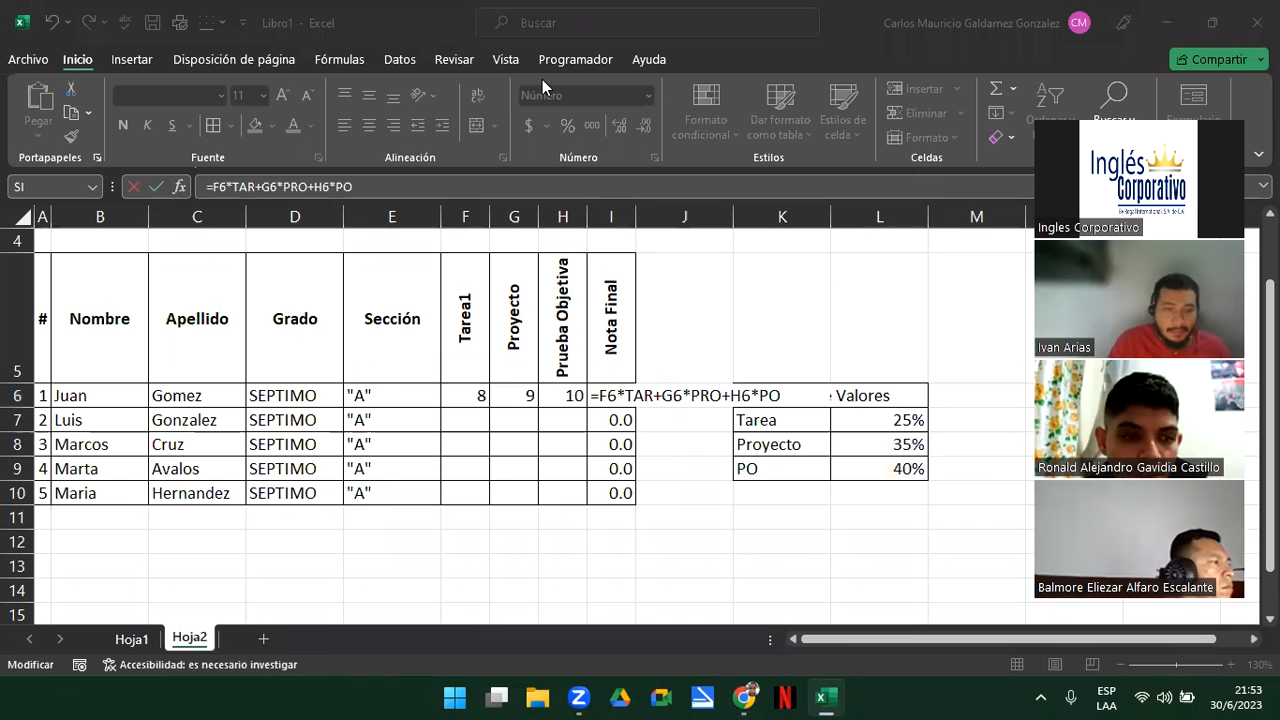 Libro1 - Excel
Buscar
Carlos Mauricio Galdamez Gonzalez
CM
Archivo
Inicio
Insertar
Disposición de página
Fórmulas
Datos
Revisar
Vista
Programador
Ayuda
Compartir
Pegar
Portapapeles
11
N K S
Fuente
Alineación
Número
$ % 000
Número
Formato condicional
Dar formato como tabla
Estilos de celda
Estilos
Insertar
Eliminar
Formato
Celdas
SI
=F6*TAR+G6*PRO+H6*PO
A B C D E F G H I J K L M
4
5 # Nombre Apellido Grado Sección Tarea1 Proyecto Prueba Objetiva Nota Final
6 1 Juan Gomez SEPTIMO "A" 8 9 10 =F6*TAR+G6*PRO+H6*PO Valores
7 2 Luis Gonzalez SEPTIMO "A" 0.0 Tarea 25%
8 3 Marcos Cruz SEPTIMO "A" 0.0 Proyecto 35%
9 4 Marta Avalos SEPTIMO "A" 0.0 PO 40%
10 5 Maria Hernandez SEPTIMO "A" 0.0
11
12
13
14
15
Inglés
Corporativo
Ingles Corporativo
Ivan Arias
Ronald Alejandro Gavidia Castillo
Balmore Eliezar Alfaro Escalante
Hoja1
Hoja2
Modificar
Accesibilidad: es necesario investigar
130%
ESP
LAA
21:53
30/6/2023